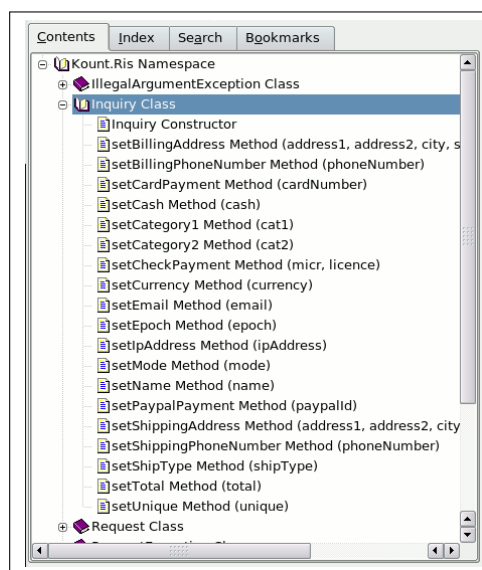 Contents Index Search Bookmarks
Kount.Ris Namespace
IllegalArgumentException Class
Inquiry Class
Inquiry Constructor
setBillingAddress Method (address1, address2, city, s
setBillingPhoneNumber Method (phoneNumber)
setCardPayment Method (cardNumber)
setCash Method (cash)
setCategory1 Method (cat1)
setCategory2 Method (cat2)
setCheckPayment Method (micr, licence)
setCurrency Method (currency)
setEmail Method (email)
setEpoch Method (epoch)
setIpAddress Method (ipAddress)
setMode Method (mode)
setName Method (name)
setPaypalPayment Method (paypalId)
setShippingAddress Method (address1, address2, city
setShippingPhoneNumber Method (phoneNumber)
setShipType Method (shipType)
setTotal Method (total)
setUnique Method (unique)
Request Class